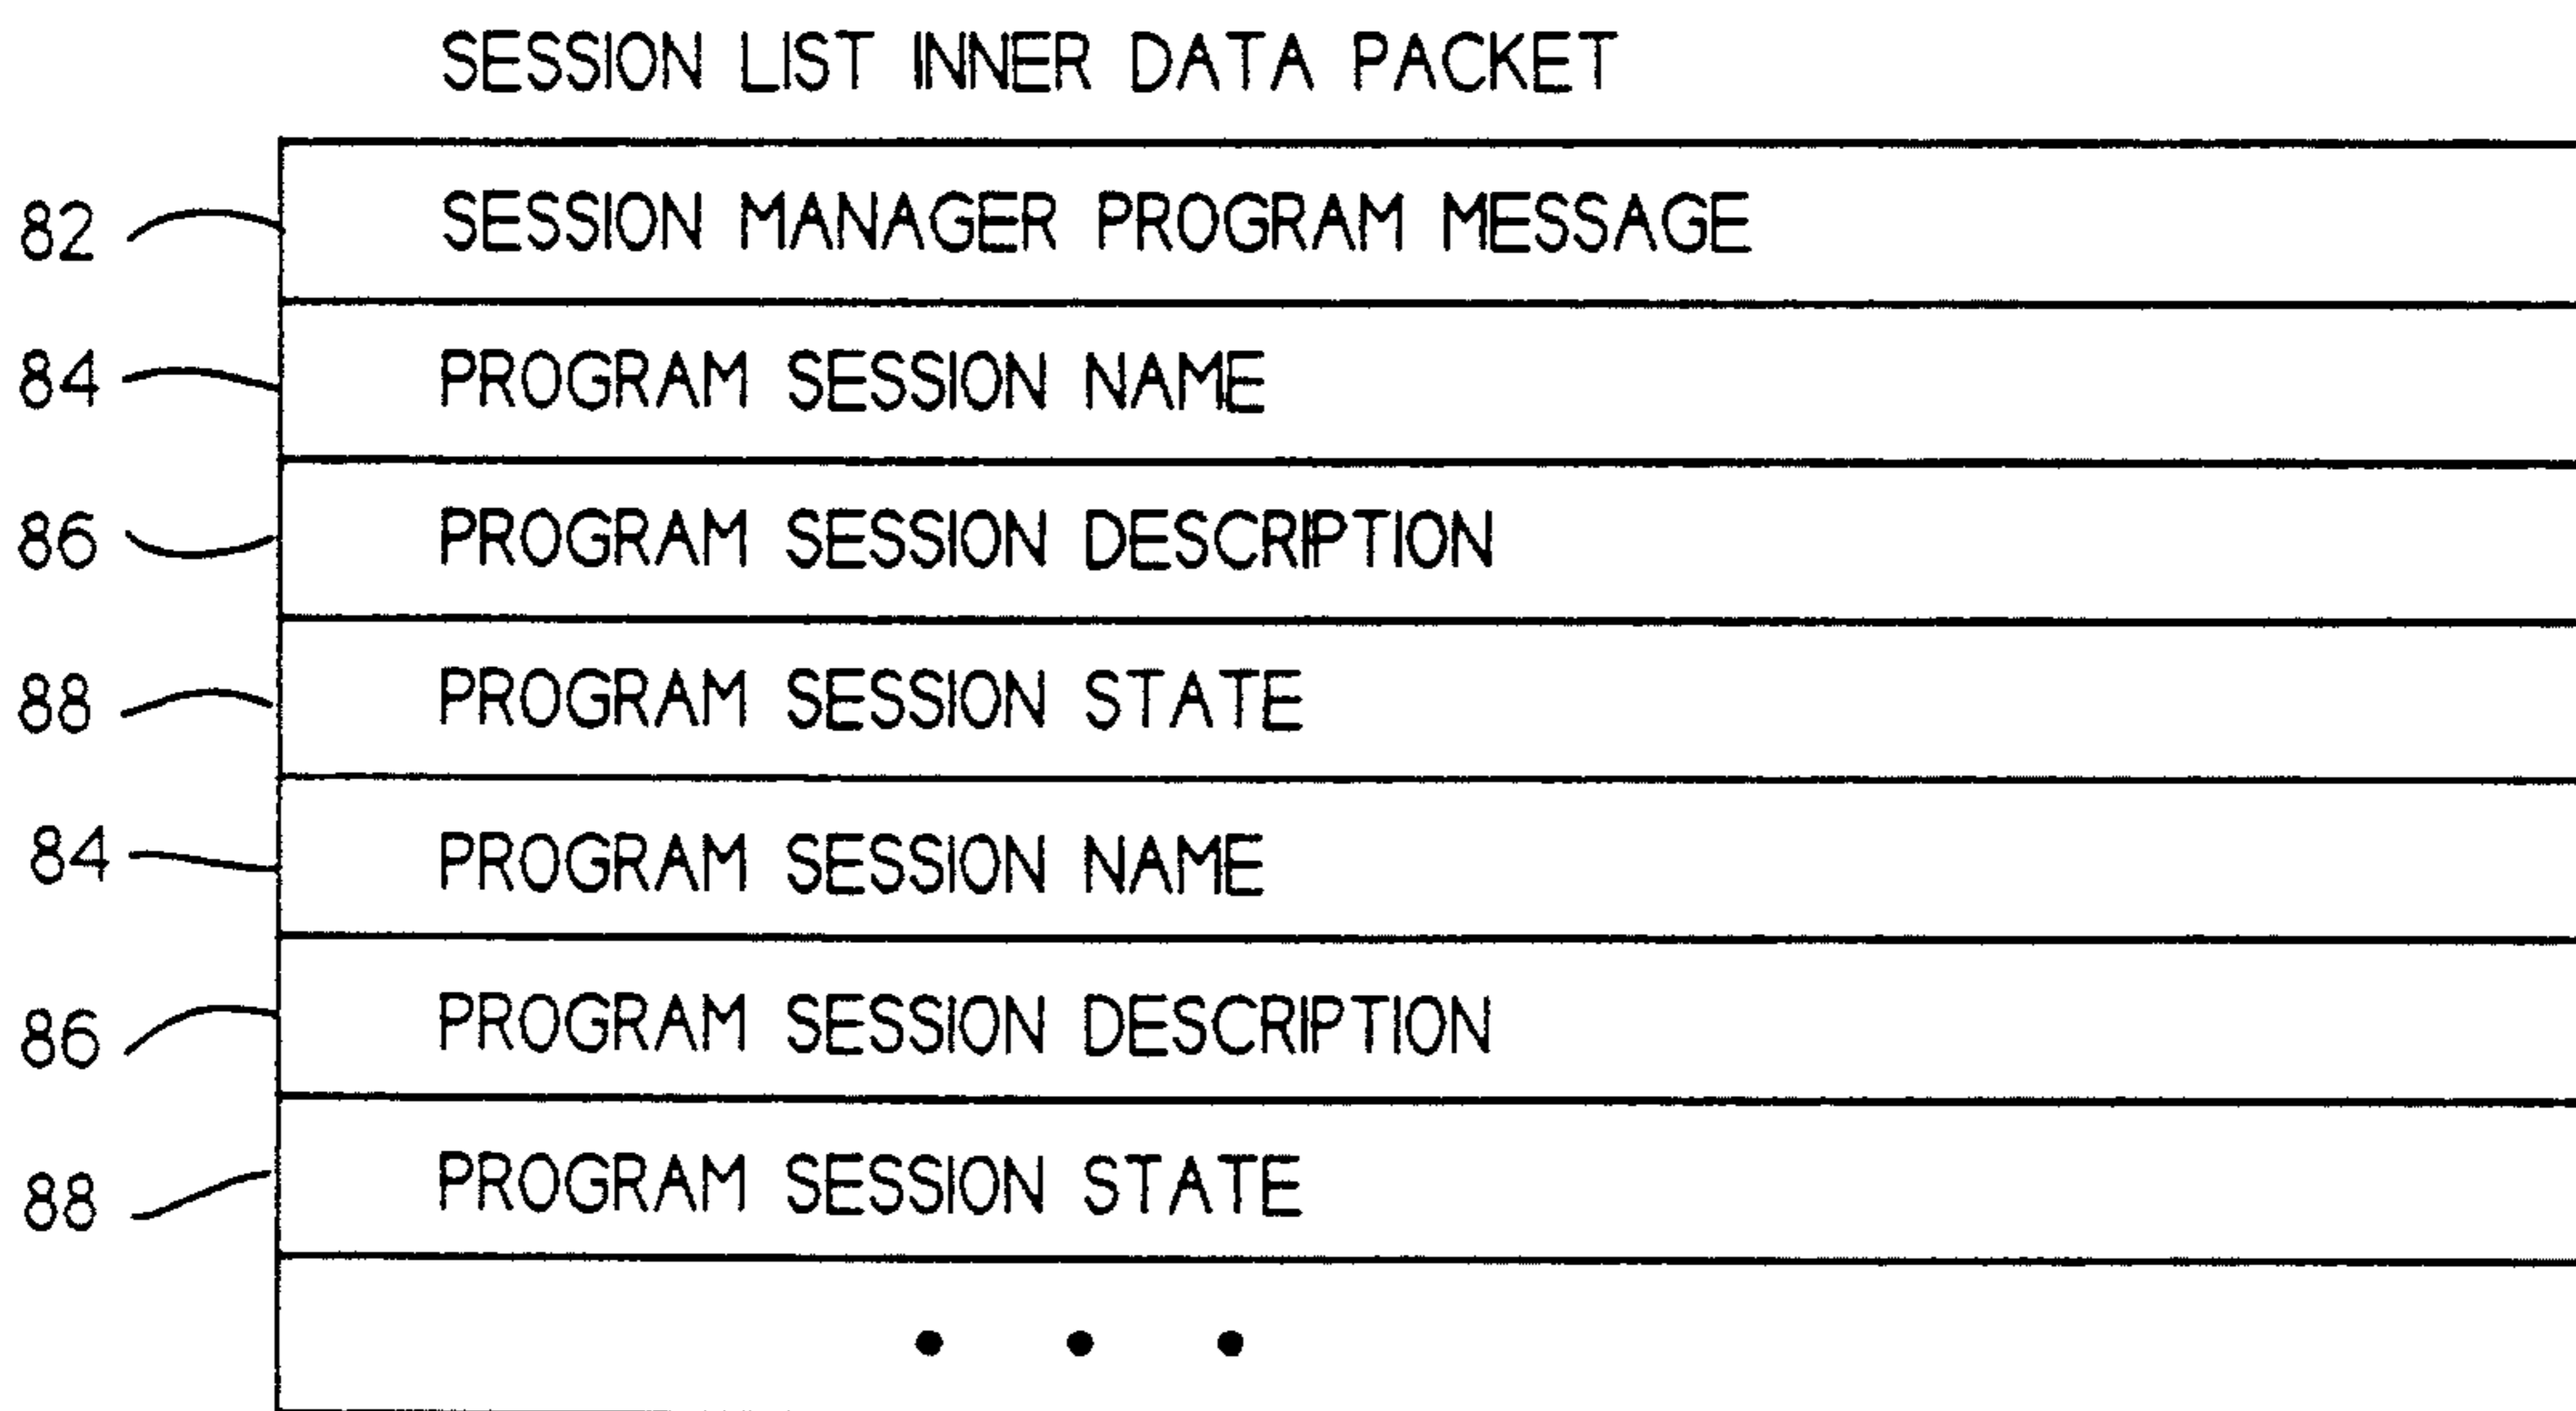 SESSION LIST INNER DATA PACKET
82 SESSION MANAGER PROGRAM MESSAGE
84 PROGRAM SESSION NAME
86 PROGRAM SESSION DESCRIPTION
88 PROGRAM SESSION STATE
84 PROGRAM SESSION NAME
86 PROGRAM SESSION DESCRIPTION
88 PROGRAM SESSION STATE
• • •